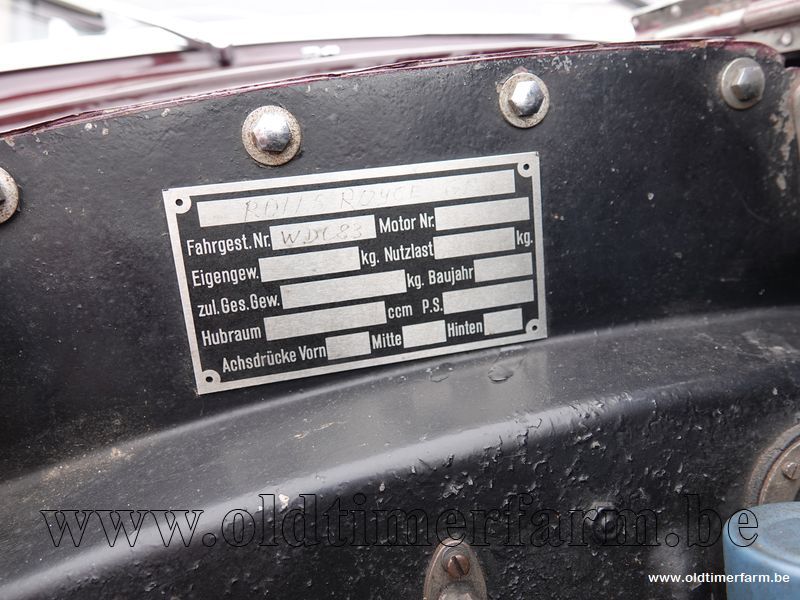 ROLLS ROYCE
Fahrgest. Nr. WDC83 Motor Nr.
Eigengew. kg. Nutzlast kg.
zul. Ges. Gew. kg. Baujahr
Hubraum ccm P.S.
Achsdrücke Vorn Mitte Hinten
www.oldtimerfarm.be
www.oldtimerfarm.be